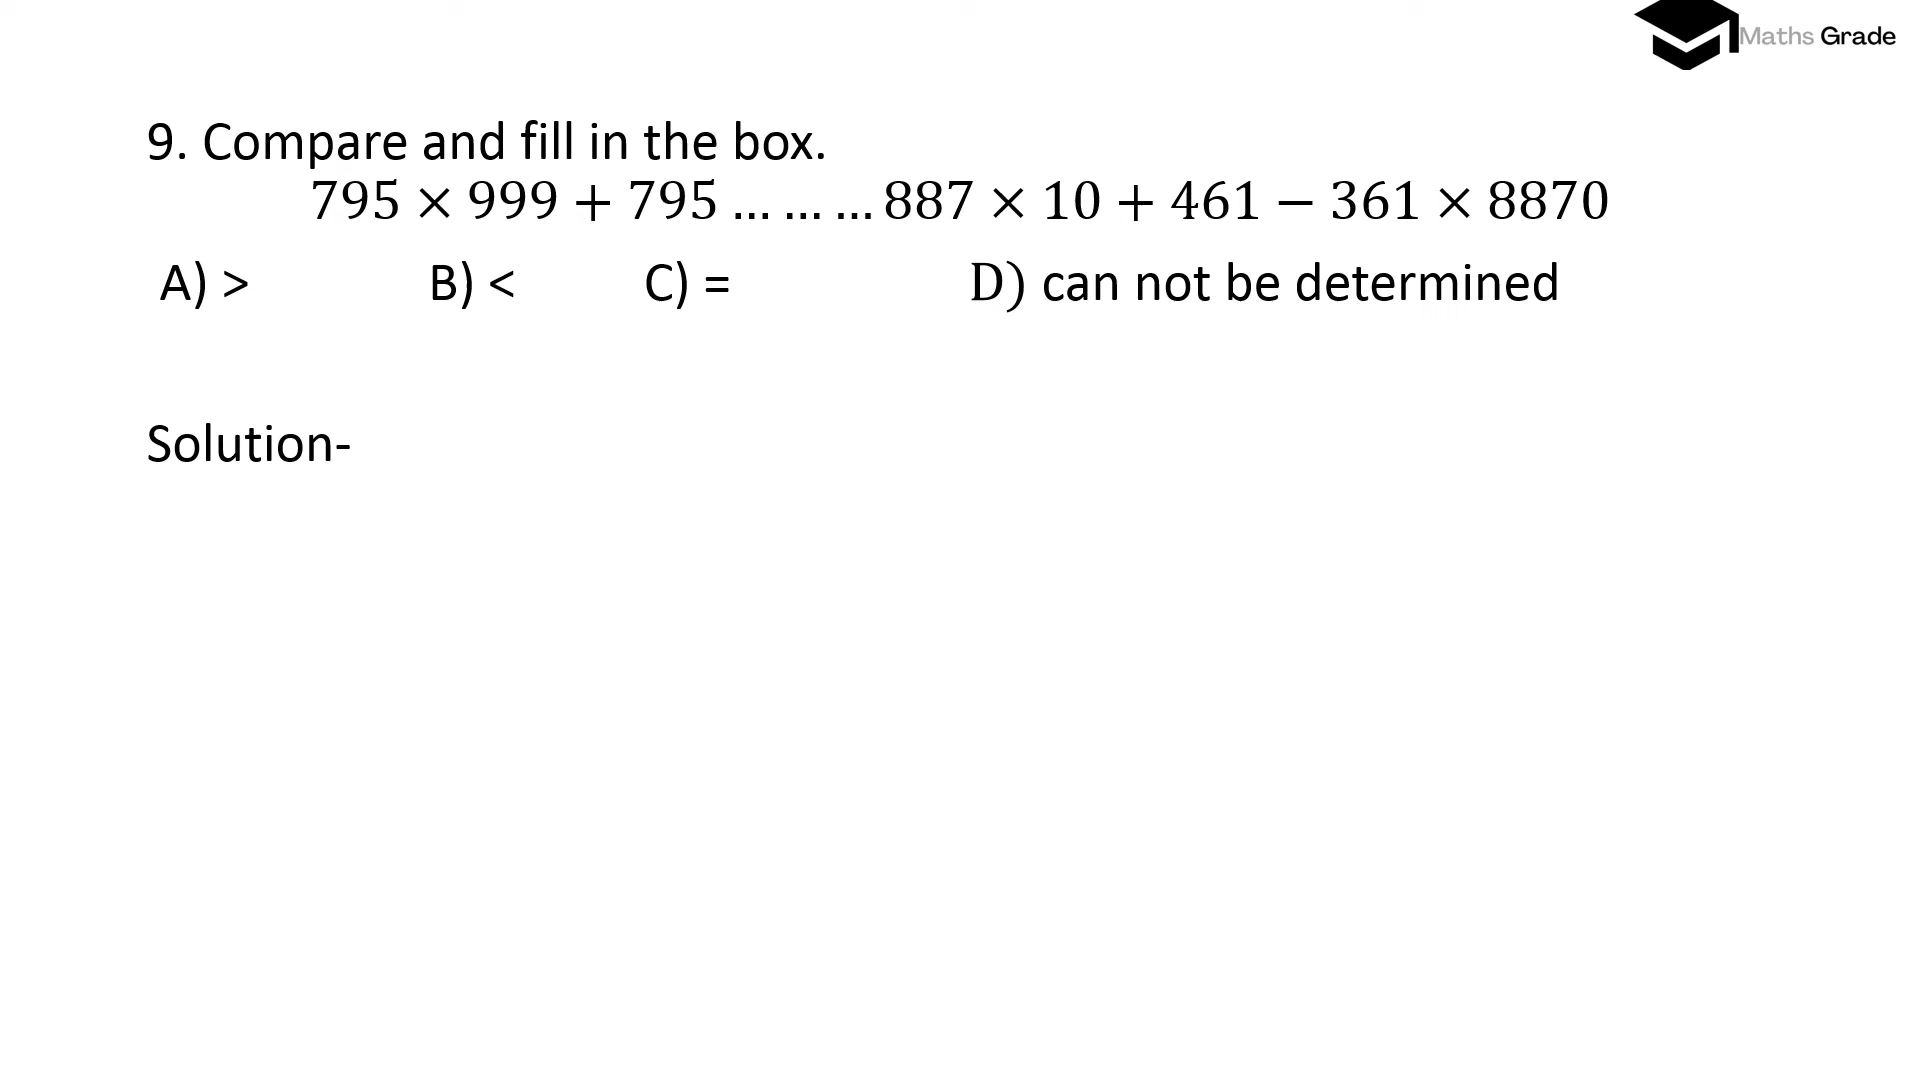 Maths Grade
9. Compare and fill in the box.
795 × 999 + 795 ... ... ... 887 × 10 + 461 − 361 × 8870
A) > B) < C) = D) can not be determined
Solution-